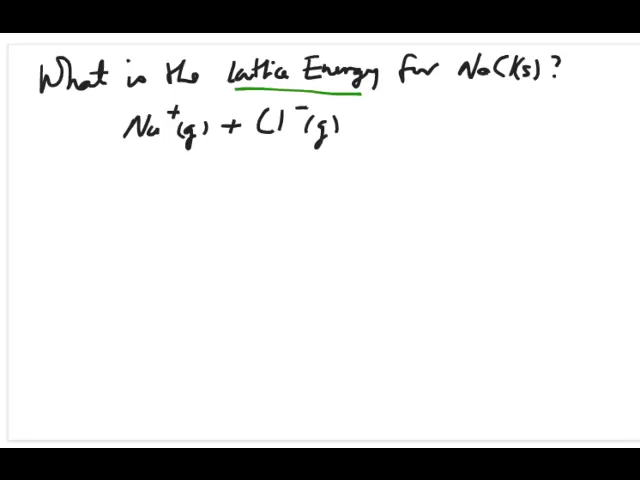 What is the Lattice Energy for NaCl(s)?
Na⁺(g) + Cl⁻(g)